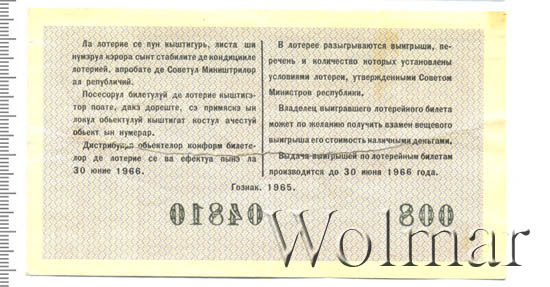 Ла лотерие се пун кыштигурь, листа ши
нумэрул кэрора сынт стабилите де кондицииле
лотерией, апробате де Советул Миништрилор
ал републичий.
Посесорул билетулуй де лотерие кыштигэ-
тор поате, дакэ дореште, сэ примяскэ ын
локул обьектулуй кыштигат костул ачестуй
обьект ын нумерар.
Дистрибуция обьектелор конформ билете-
лор де лотерие се ва ефектуа пынэ ла
30 юние 1966.
В лотерее разыгрываются выигрыши, пе-
речень и количество которых установлены
условиями лотереи, утвержденными Советом
Министров республики.
Владелец выигравшего лотерейного билета
может по желанию получить взамен вещевого
выигрыша его стоимость наличными деньгами.
Выдача выигрышей по лотерейным билетам
производится до 30 июня 1966 года.
Гознак. 1965.
04810
008
Wolmar